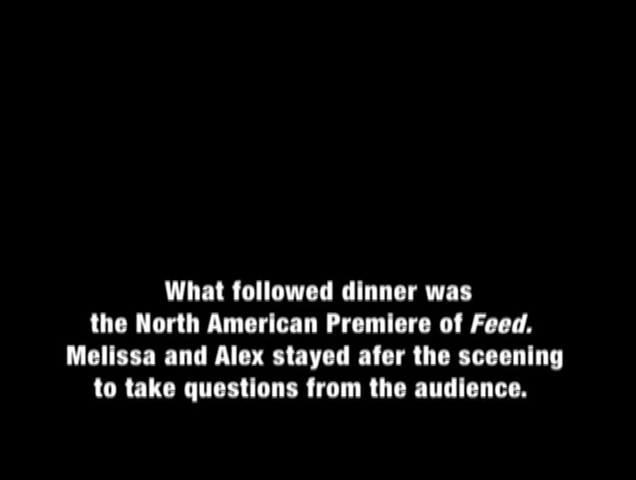 What followed dinner was
the North American Premiere of Feed.
Melissa and Alex stayed afer the sceening
to take questions from the audience.